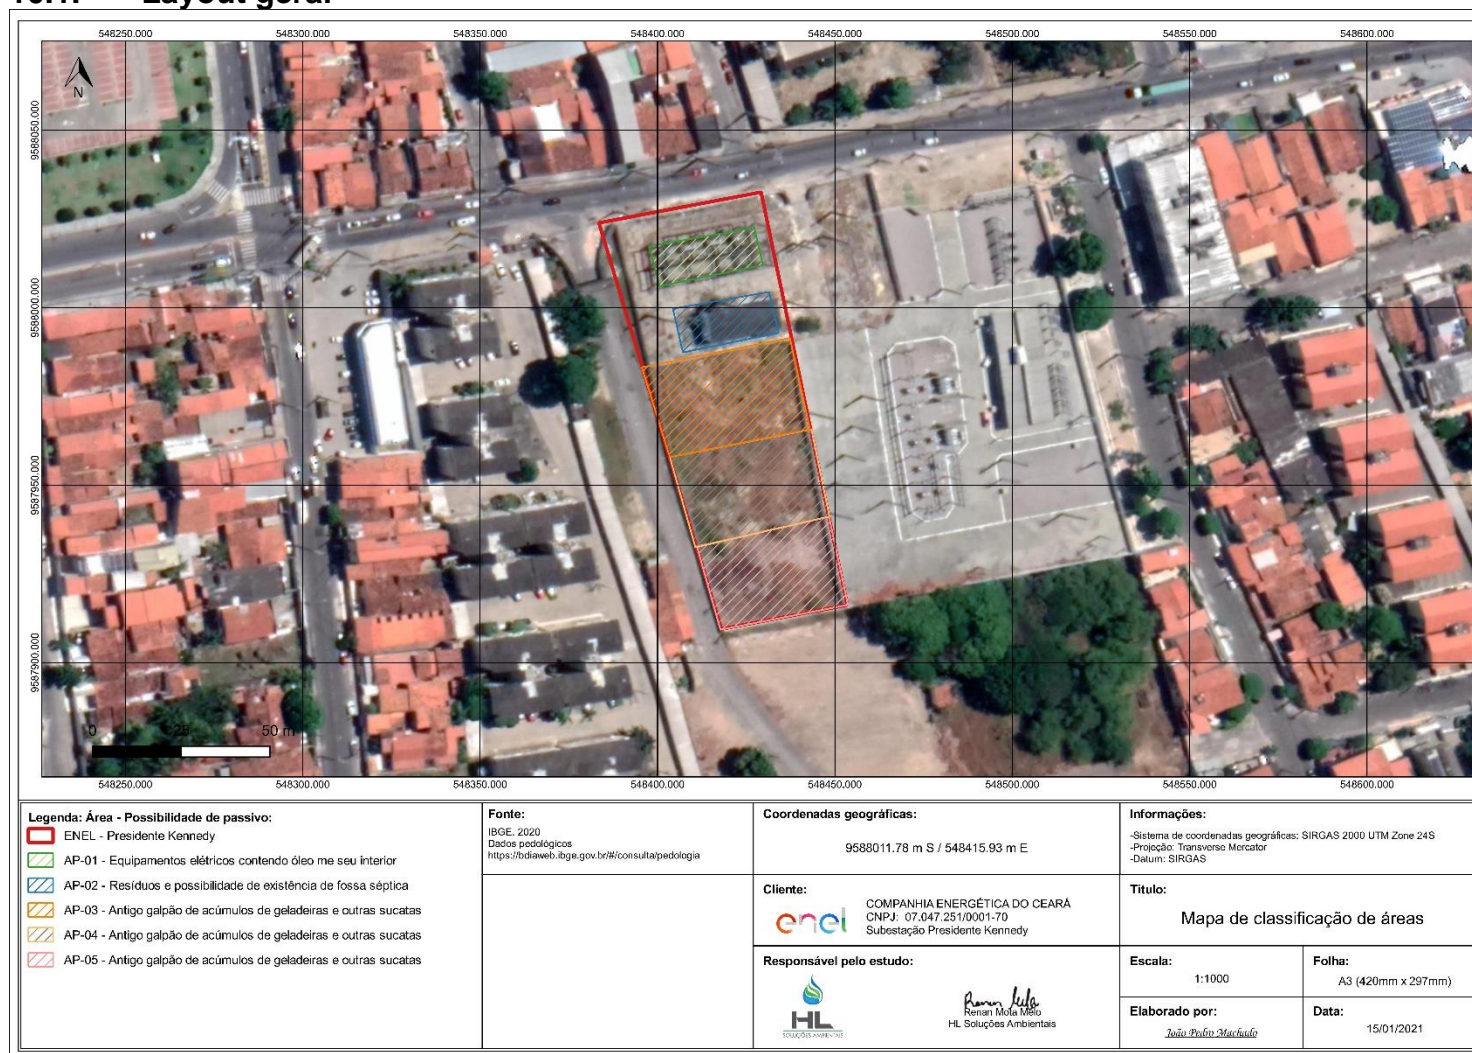 Layout geral
548250.000 548300.000 548350.000 548400.000 548450.000 548500.000 548550.000 548600.000
N
9588050.000
9588000.000
9587950.000
9587900.000
0 25 50 m
548250.000 548300.000 548350.000 548400.000 548450.000 548500.000 548550.000 548600.000
Legenda: Área - Possibilidade de passivo:
ENEL - Presidente Kennedy
AP-01 - Equipamentos elétricos contendo óleo me seu interior
AP-02 - Resíduos e possibilidade de existência de fossa séptica
AP-03 - Antigo galpão de acúmulos de geladeiras e outras sucatas
AP-04 - Antigo galpão de acúmulos de geladeiras e outras sucatas
AP-05 - Antigo galpão de acúmulos de geladeiras e outras sucatas
Fonte:
IBGE. 2020
Dados pedológicos
https://bdiaweb.ibge.gov.br/#/consulta/pedologia
Coordenadas geográficas:
9588011.78 m S / 548415.93 m E
Cliente:
enel
COMPANHIA ENERGÉTICA DO CEARÁ
CNPJ: 07.047.251/0001-70
Subestação Presidente Kennedy
Responsável pelo estudo:
HL
SOLUÇÕES AMBIENTAIS
Renan Mota Melo
HL Soluções Ambientais
Informações:
-Sistema de coordenadas geográficas: SIRGAS 2000 UTM Zone 24S
-Projeção: Transverse Mercator
-Datum: SIRGAS
Titulo:
Mapa de classificação de áreas
Escala:
1:1000
Folha:
A3 (420mm x 297mm)
Elaborado por:
João Pedro Machado
Data:
15/01/2021